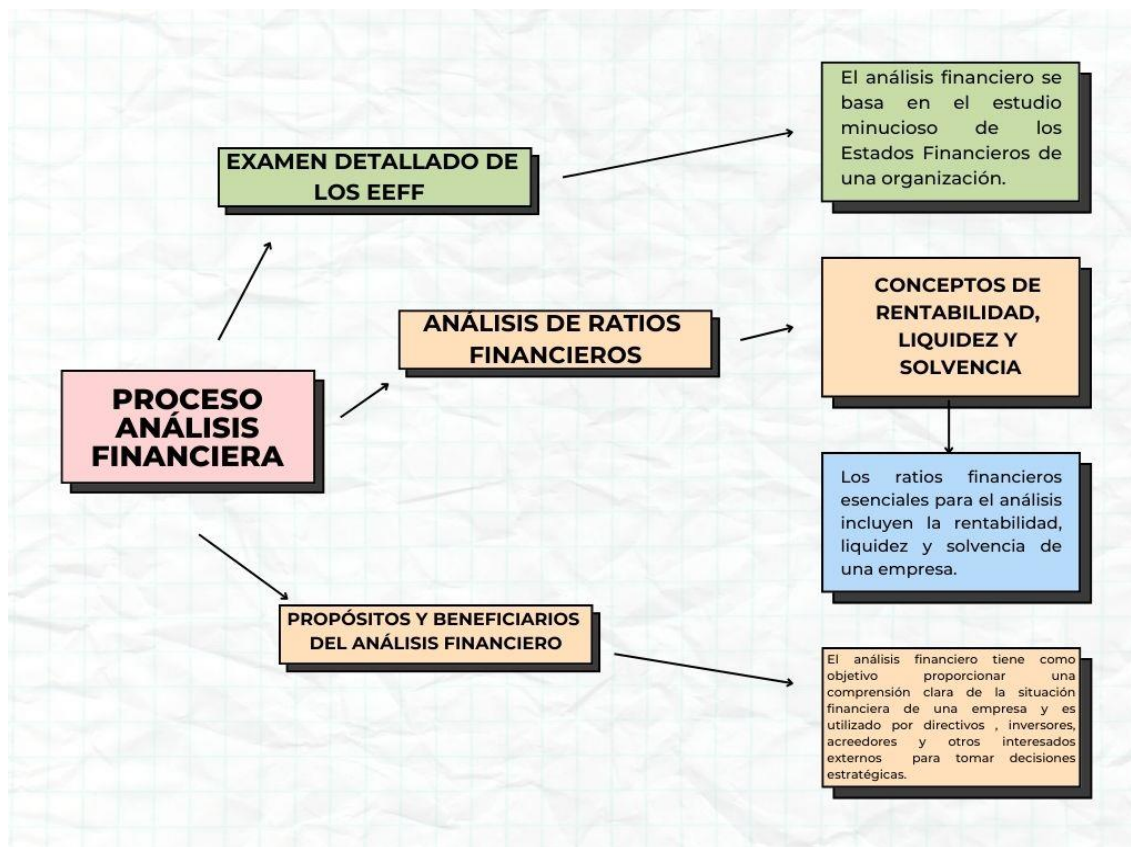 EXAMEN DETALLADO DE
LOS EEFF
El análisis financiero se
basa en el estudio
minucioso de los
Estados Financieros de
una organización.
ANÁLISIS DE RATIOS
FINANCIEROS
CONCEPTOS DE
RENTABILIDAD,
LIQUIDEZ Y
SOLVENCIA
PROCESO
ANÁLISIS
FINANCIERA
Los ratios financieros
esenciales para el análisis
incluyen la rentabilidad,
liquidez y solvencia de
una empresa.
PROPÓSITOS Y BENEFICIARIOS
DEL ANÁLISIS FINANCIERO
El análisis financiero tiene como
objetivo proporcionar una
comprensión clara de la situación
financiera de una empresa y es
utilizado por directivos , inversores,
acreedores y otros interesados
externos para tomar decisiones
estratégicas.